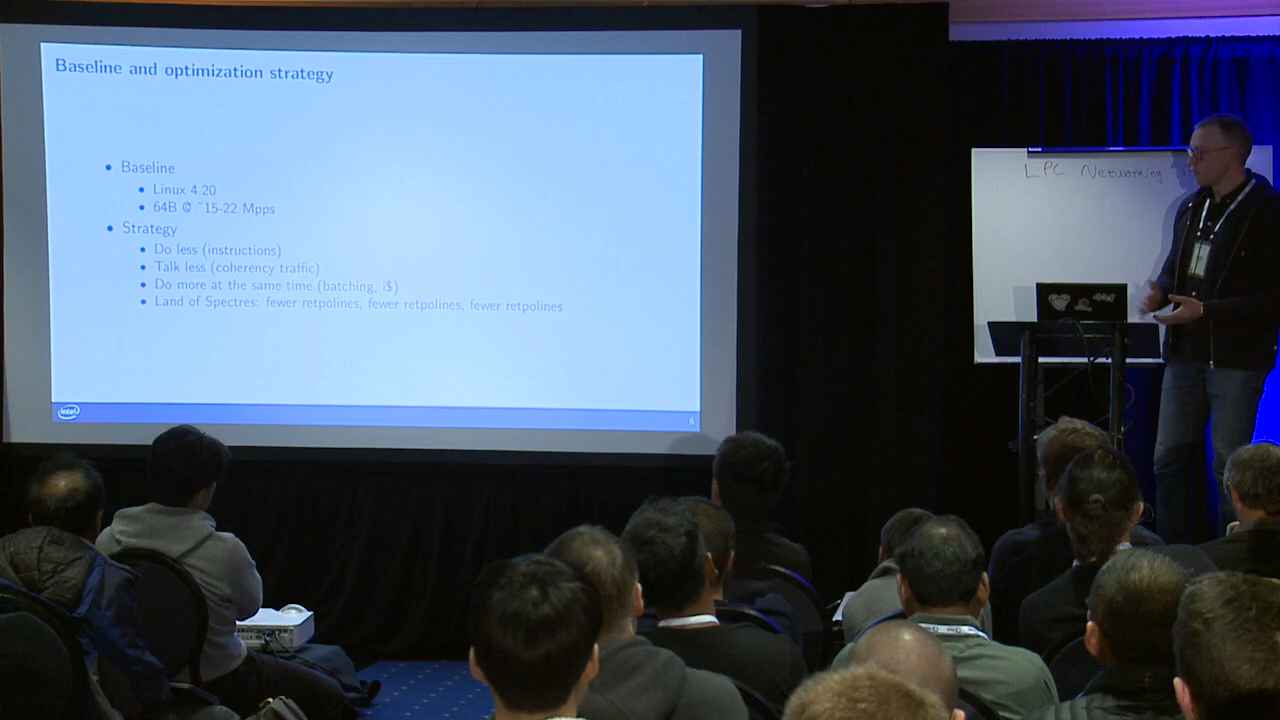 Baseline and optimization strategy
• Baseline
• Linux 4.20
• 64B @ ~15-22 Mpps
• Strategy
• Do less (instructions)
• Talk less (coherency traffic)
• Do more at the same time (batching, i$)
• Land of Spectres: fewer retpolines, fewer retpolines, fewer retpolines
intel
6
LPC Networking